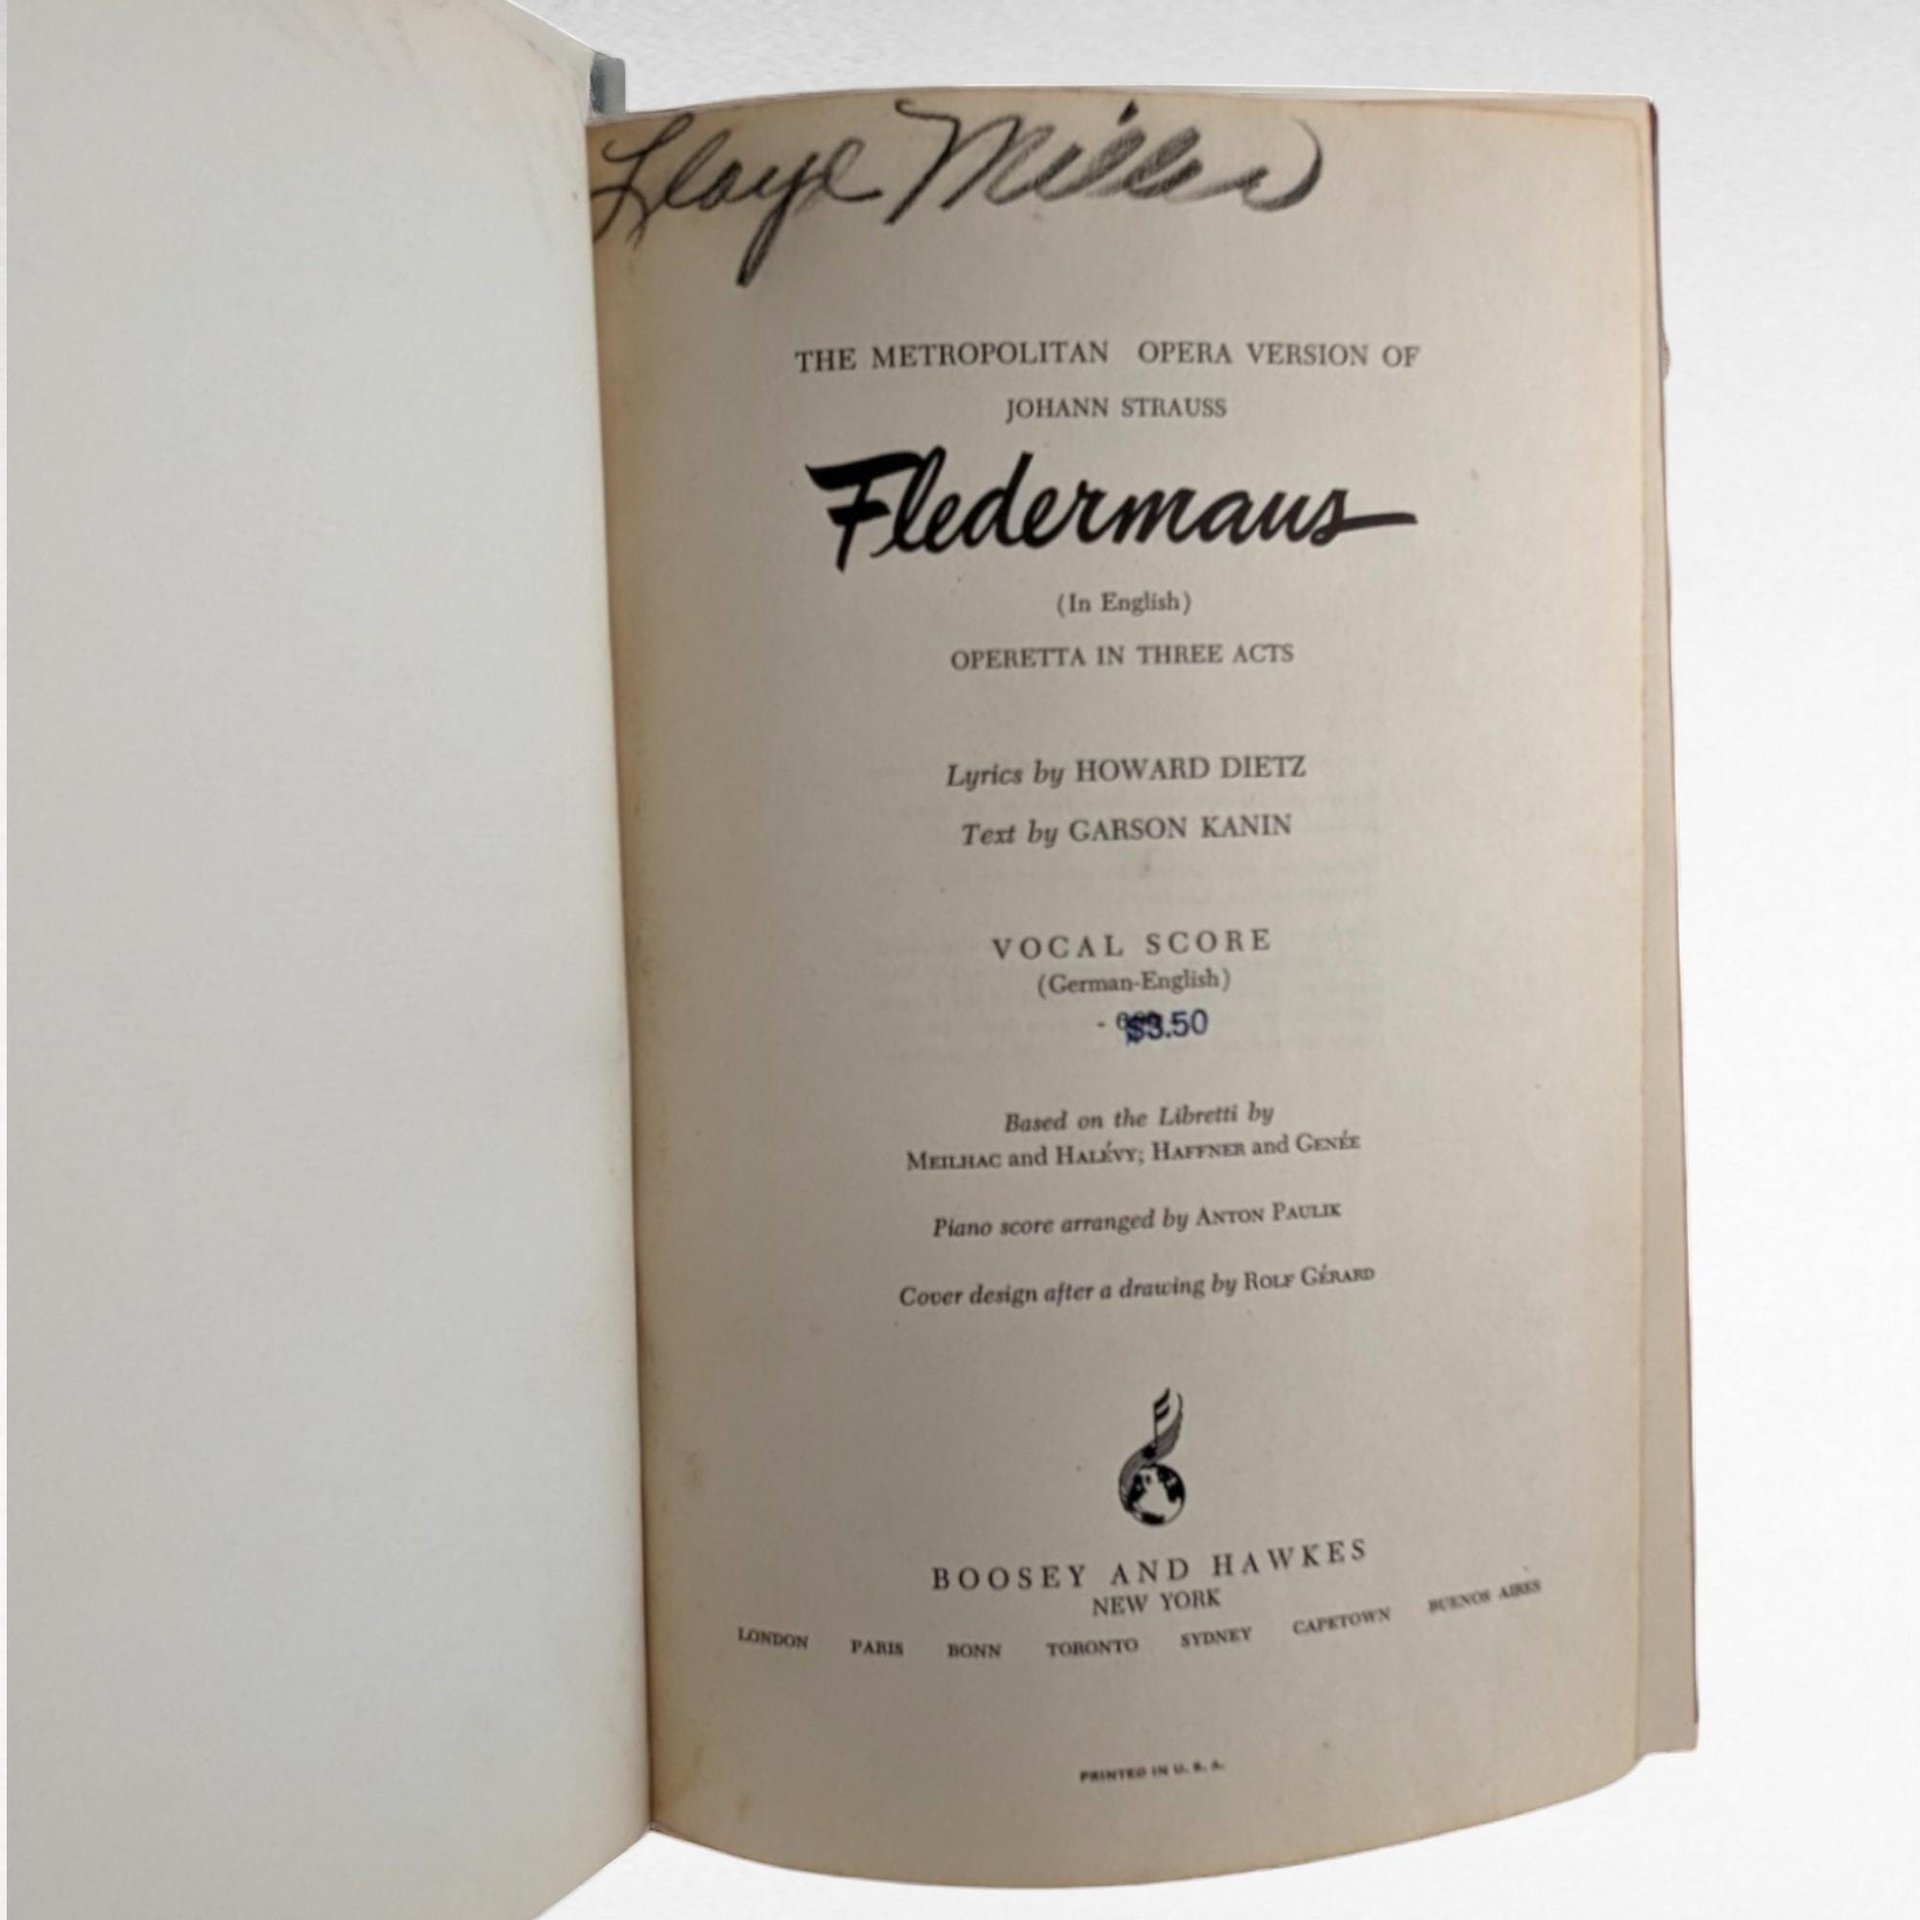 Miller
THE METROPOLITAN OPERA VERSION OF
JOHANN STRAUSS
Fledermaus
(In English)
OPERETTA IN THREE ACTS
Lyrics by HOWARD DIETZ
Text by GARSON KANIN
VOCAL SCORE
(German-English)
$3.50
Based on the Libretti by
MEILHAC and HALÉVY; HAFFNER and GENÉE
Piano score arranged by ANTON PAULIK
Cover design after a drawing by ROLF GÉRARD
BOOSEY AND HAWKES
NEW YORK
LONDON PARIS BONN TORONTO SYDNEY CAPETOWN BUENOS AIRES
PRINTED IN U. S. A.